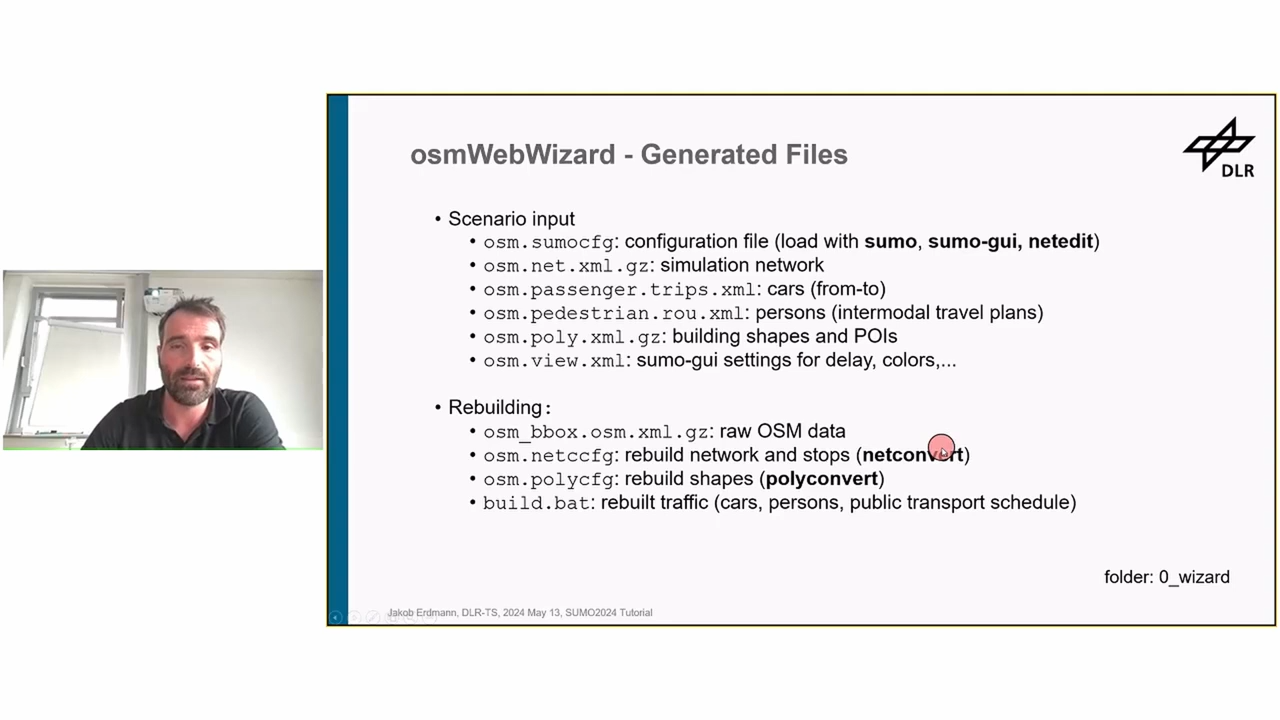 osmWebWizard - Generated Files
DLR
• Scenario input
• osm.sumocfg: configuration file (load with sumo, sumo-gui, netedit)
• osm.net.xml.gz: simulation network
• osm.passenger.trips.xml: cars (from-to)
• osm.pedestrian.rou.xml: persons (intermodal travel plans)
• osm.poly.xml.gz: building shapes and POIs
• osm.view.xml: sumo-gui settings for delay, colors,...
• Rebuilding:
• osm_bbox.osm.xml.gz: raw OSM data
• osm.netccfg: rebuild network and stops (netconvert)
• osm.polycfg: rebuild shapes (polyconvert)
• build.bat: rebuilt traffic (cars, persons, public transport schedule)
folder: 0_wizard
Jakob Erdmann, DLR-TS, 2024 May 13, SUMO2024 Tutorial